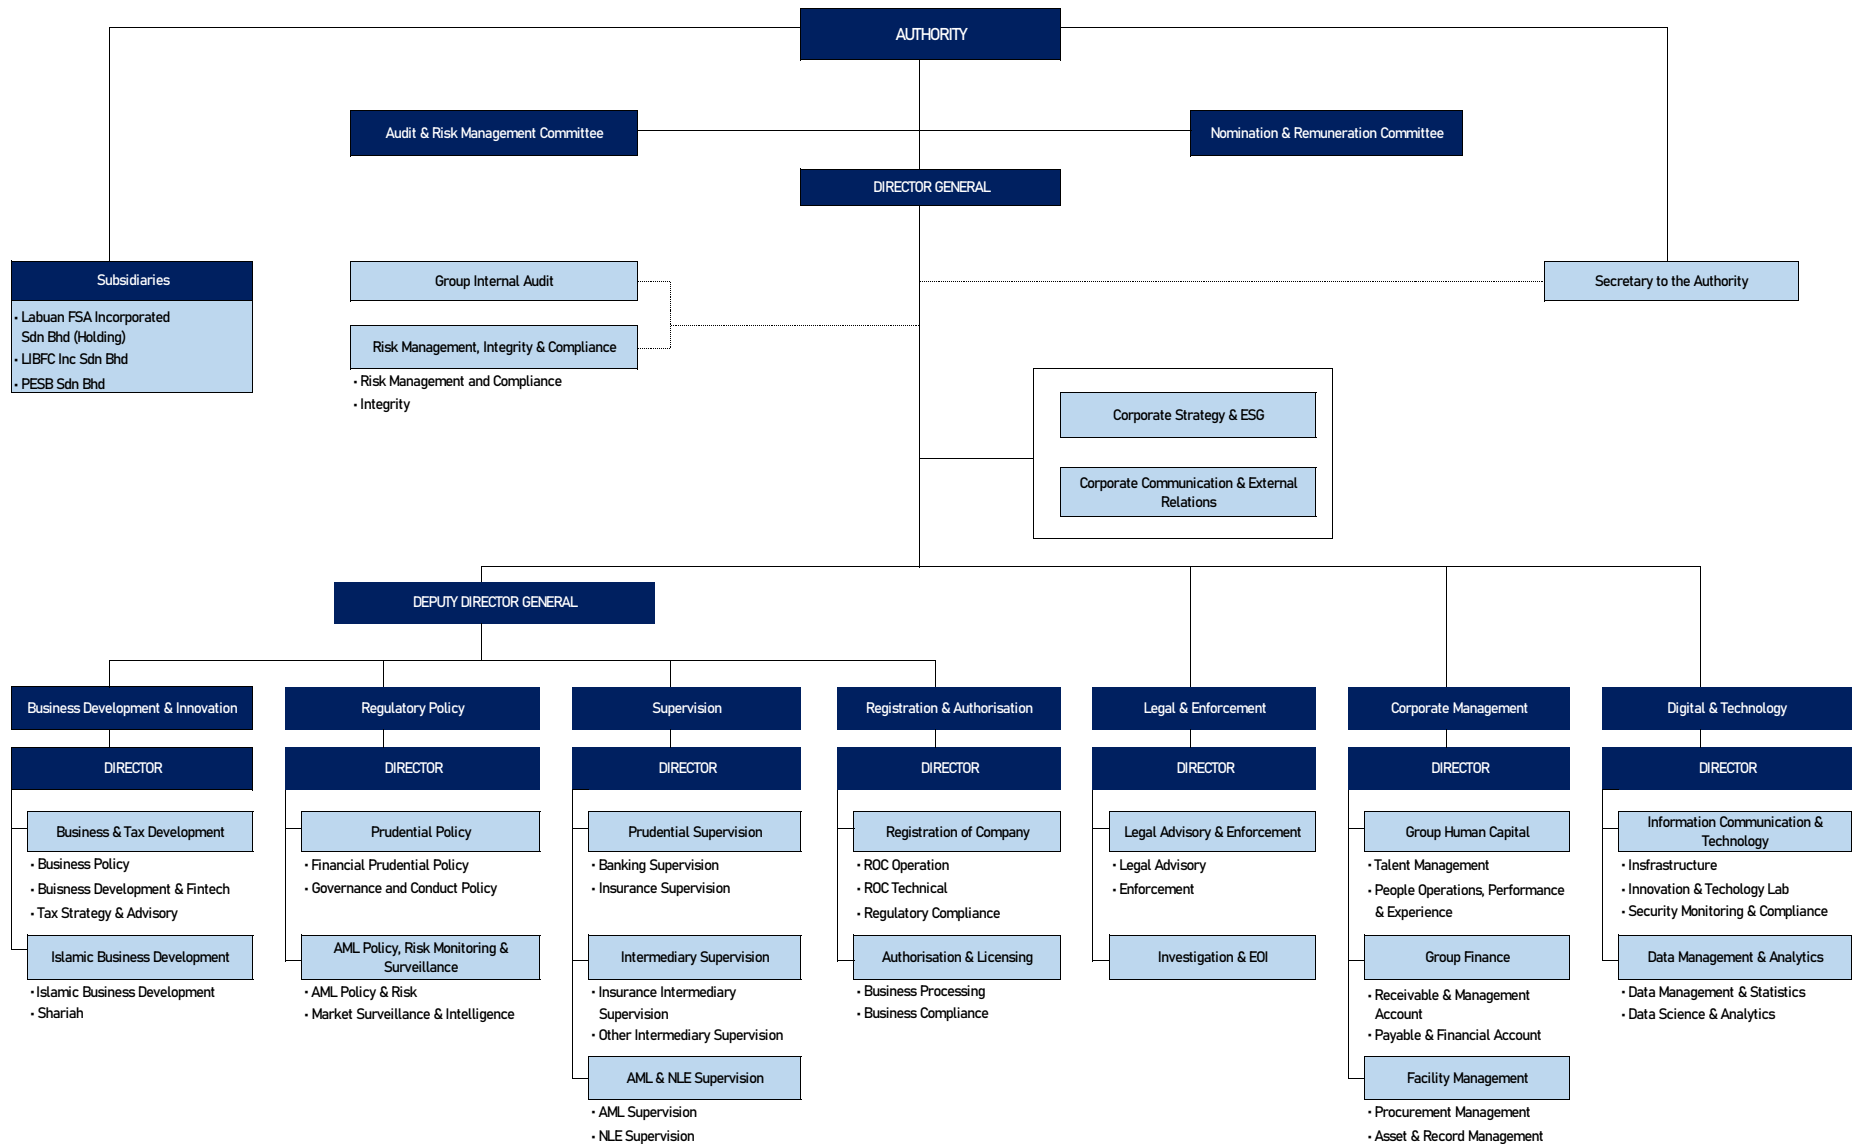 AUTHORITY
Audit & Risk Management Committee
Nomination & Remuneration Committee
DIRECTOR GENERAL
Subsidiaries
• Labuan FSA Incorporated
Sdn Bhd (Holding)
• LIBFC Inc Sdn Bhd
• PESB Sdn Bhd
Group Internal Audit
Secretary to the Authority
Risk Management, Integrity & Compliance
• Risk Management and Compliance
• Integrity
Corporate Strategy & ESG
Corporate Communication & External
Relations
DEPUTY DIRECTOR GENERAL
Business Development & Innovation
DIRECTOR
Business & Tax Development
• Business Policy
• Buisness Development & Fintech
• Tax Strategy & Advisory
Islamic Business Development
• Islamic Business Development
• Shariah
Regulatory Policy
DIRECTOR
Prudential Policy
• Financial Prudential Policy
• Governance and Conduct Policy
AML Policy, Risk Monitoring &
Surveillance
• AML Policy & Risk
• Market Surveillance & Intelligence
Supervision
DIRECTOR
Prudential Supervision
• Banking Supervision
• Insurance Supervision
Intermediary Supervision
• Insurance Intermediary
Supervision
• Other Intermediary Supervision
AML & NLE Supervision
• AML Supervision
• NLE Supervision
Registration & Authorisation
DIRECTOR
Registration of Company
• ROC Operation
• ROC Technical
• Regulatory Compliance
Authorisation & Licensing
• Business Processing
• Business Compliance
Legal & Enforcement
DIRECTOR
Legal Advisory & Enforcement
• Legal Advisory
• Enforcement
Investigation & EOI
Corporate Management
DIRECTOR
Group Human Capital
• Talent Management
• People Operations, Performance
& Experience
Group Finance
• Receivable & Management
Account
• Payable & Financial Account
Facility Management
• Procurement Management
• Asset & Record Management
Digital & Technology
DIRECTOR
Information Communication &
Technology
• Insfrastructure
• Innovation & Techology Lab
• Security Monitoring & Compliance
Data Management & Analytics
• Data Management & Statistics
• Data Science & Analytics